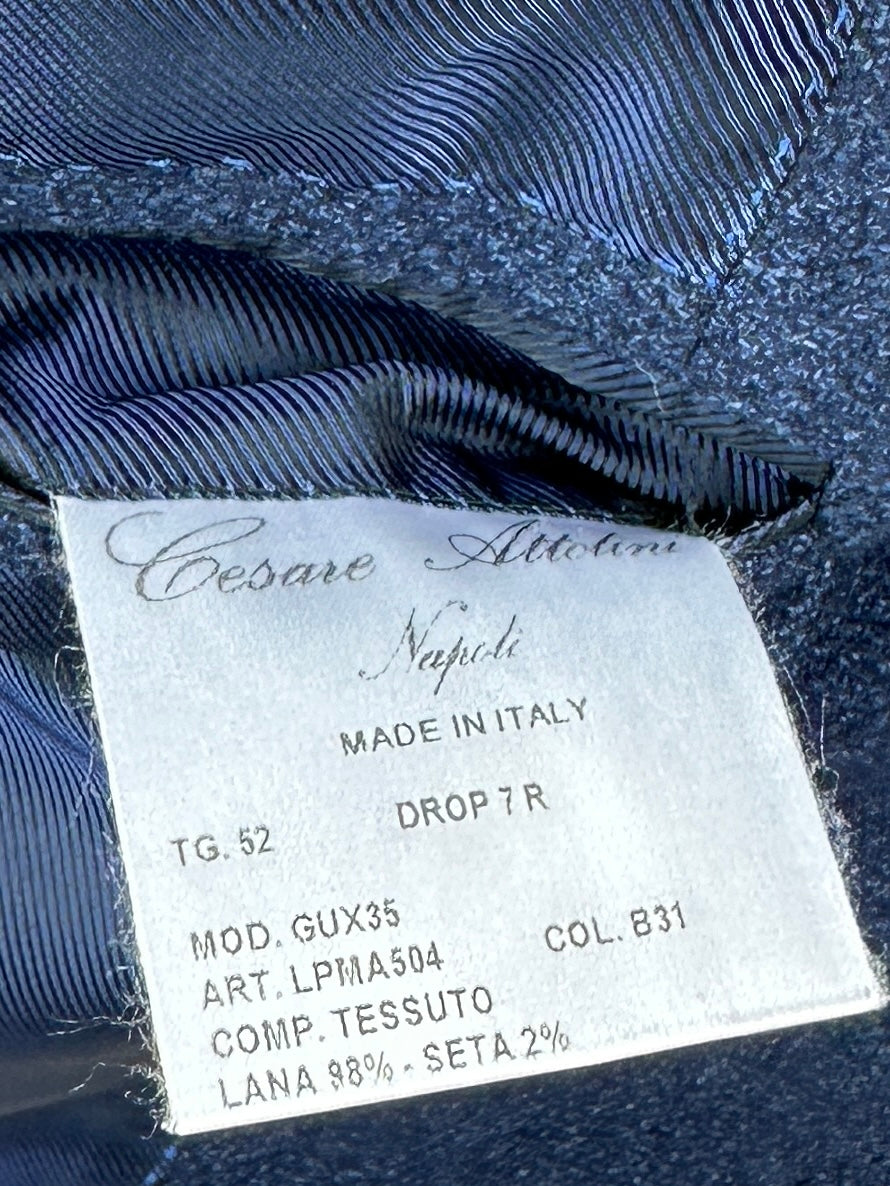 Cesare Attolini
Napoli
MADE IN ITALY
DROP 7 R
TG. 52
MOD. GUX35
COL. B31
ART. LPMA504
COMP. TESSUTO
LANA 98% - SETA 2%